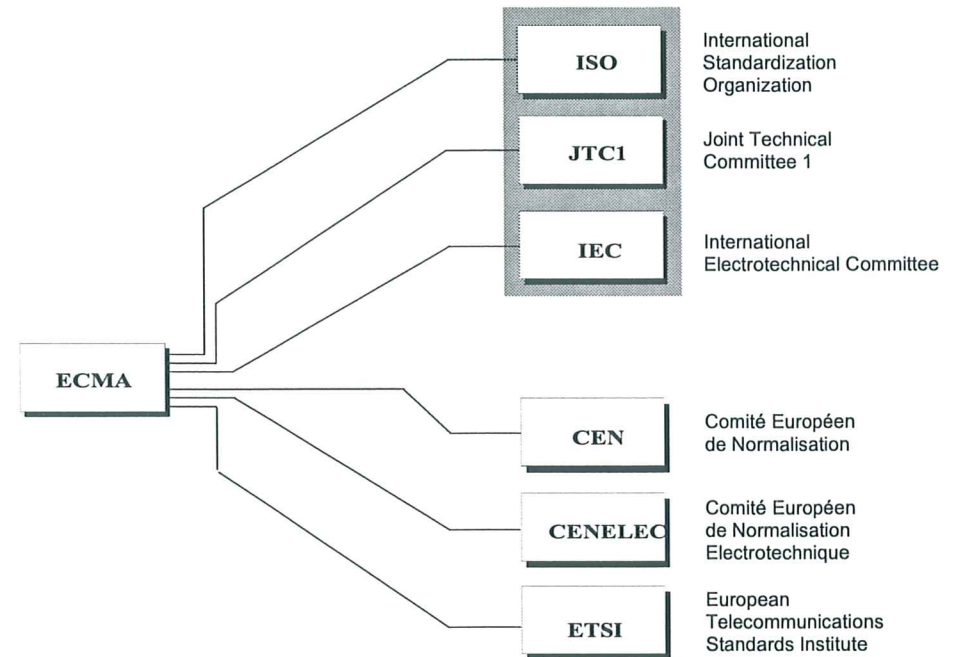 ISO
International
Standardization
Organization
JTC1
Joint Technical
Committee 1
IEC
International
Electrotechnical Committee
ECMA
CEN
Comité Européen
de Normalisation
CENELEC
Comité Européen
de Normalisation
Electrotechnique
ETSI
European
Telecommunications
Standards Institute